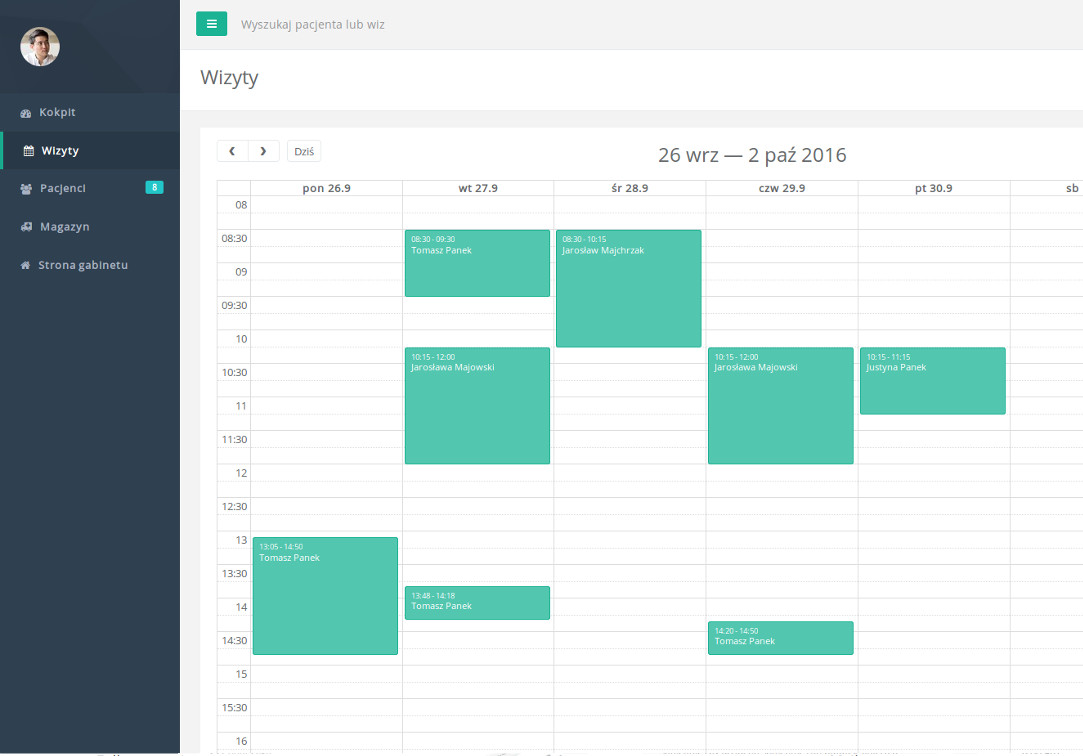 Wyszukaj pacjenta lub wiz
Wizyty
Kokpit
Wizyty
Pacjenci 8
Magazyn
Strona gabinetu
Dziś
26 wrz — 2 paź 2016
pon 26.9 wt 27.9 śr 28.9 czw 29.9 pt 30.9 sb
08
08:30
09
09:30
10
10:30
11
11:30
12
12:30
13
13:30
14
14:30
15
15:30
16
13:05 - 14:50
Tomasz Panek
08:30 - 09:30
Tomasz Panek
10:15 - 12:00
Jarosława Majowski
13:48 - 14:18
Tomasz Panek
08:30 - 10:15
Jarosław Majchrzak
10:15 - 12:00
Jarosława Majowski
14:20 - 14:50
Tomasz Panek
10:15 - 11:15
Justyna Panek